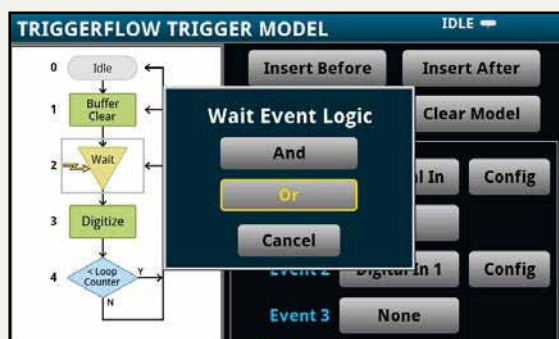 TRIGGERFLOW TRIGGER MODEL
IDLE
0 Idle
1 Buffer
Clear
2 Wait
3 Digitize
4 < Loop
Counter
Y
N
Insert Before
Insert After
Clear Model
Wait Event Logic
And
Or
Cancel
In
Config
Event 2
Digital In 1
Config
Event 3
None